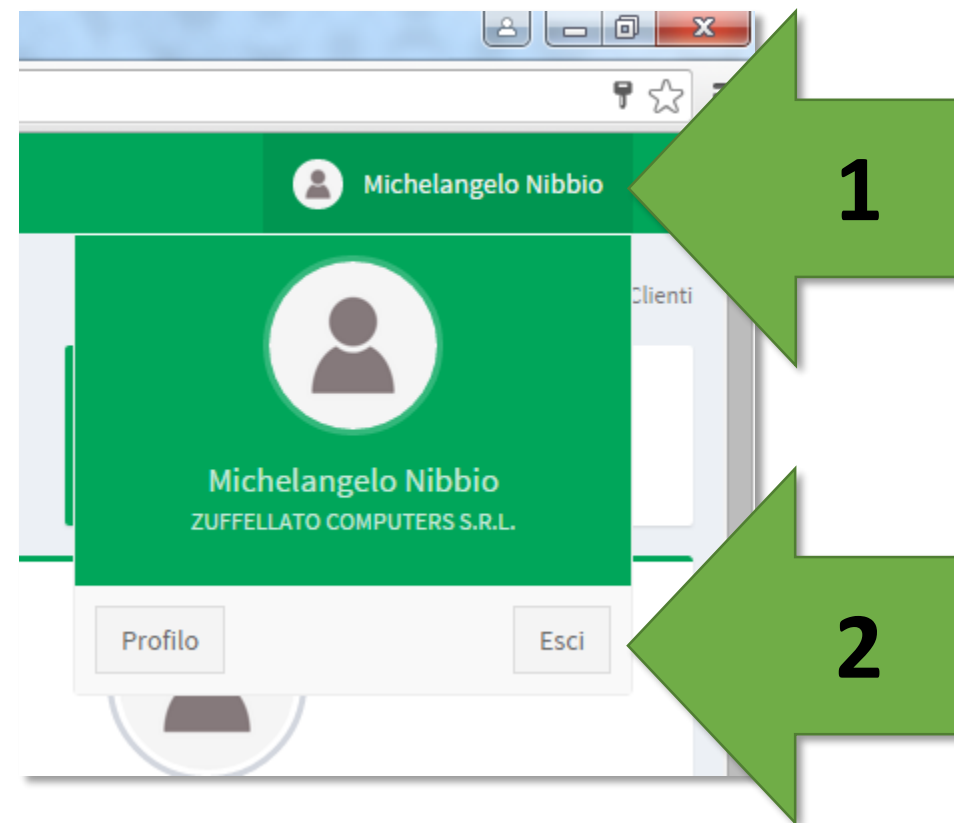 Michelangelo Nibbio
1
Clienti
Michelangelo Nibbio
ZUFFELLATO COMPUTERS S.R.L.
Profilo
Esci
2